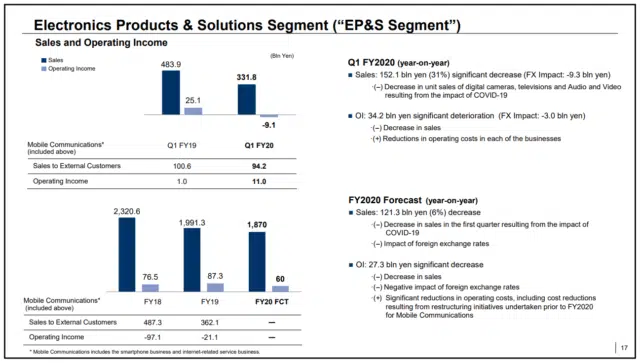 Electronics Products & Solutions Segment (“EP&S Segment”)
Sales and Operating Income
(Bln Yen)
Sales
Operating Income
483.9
25.1
331.8
-9.1
Mobile Communications*
(included above)
Q1 FY19
Q1 FY20
Sales to External Customers
100.6
94.2
Operating Income
1.0
11.0
2,320.6
76.5
1,991.3
87.3
1,870
60
Mobile Communications*
(included above)
FY18
FY19
FY20 FCT
Sales to External Customers
487.3
362.1
—
Operating Income
-97.1
-21.1
—
* Mobile Communications includes the smartphone business and internet-related service business.
Q1 FY2020 (year-on-year)
■ Sales: 152.1 bln yen (31%) significant decrease (FX Impact: -9.3 bln yen)
·(–) Decrease in unit sales of digital cameras, televisions and Audio and Video
resulting from the impact of COVID-19
■ OI: 34.2 bln yen significant deterioration (FX Impact: -3.0 bln yen)
·(–) Decrease in sales
·(+) Reductions in operating costs in each of the businesses
FY2020 Forecast (year-on-year)
■ Sales: 121.3 bln yen (6%) decrease
·(–) Decrease in sales in the first quarter resulting from the impact of
COVID-19
·(–) Impact of foreign exchange rates
■ OI: 27.3 bln yen significant decrease
·(–) Decrease in sales
·(–) Negative impact of foreign exchange rates
·(+) Significant reductions in operating costs, including cost reductions
resulting from restructuring initiatives undertaken prior to FY2020
for Mobile Communications
17